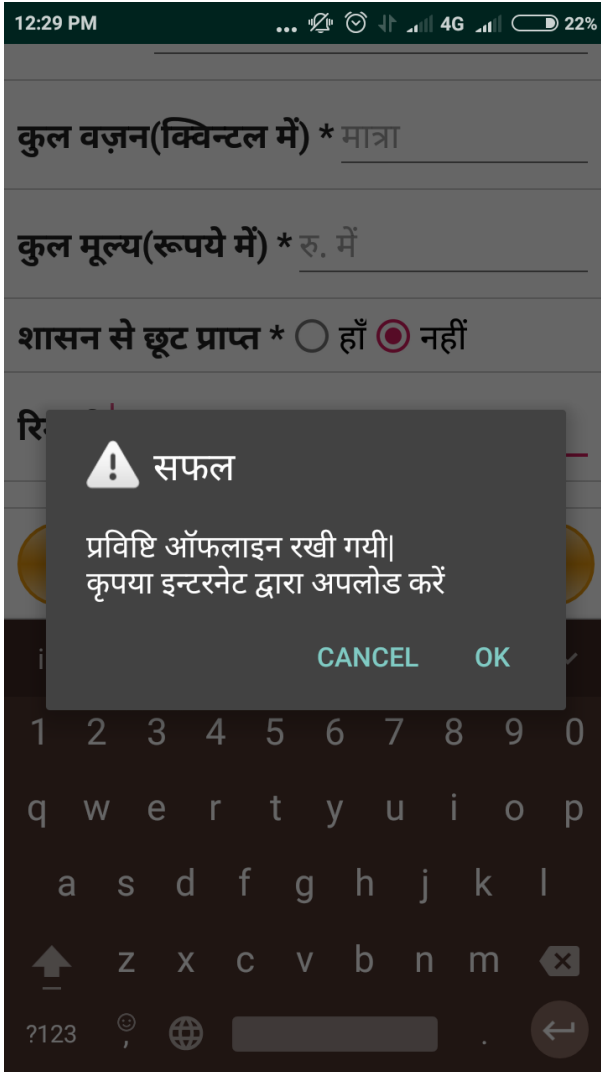 12:29 PM ... 4G 22%
कुल वज़न(क्विन्टल में) * मात्रा
कुल मूल्य(रूपये में) * रु. में
शासन से छूट प्राप्त * हाँ नहीं
सफल
प्रविष्टि ऑफलाइन रखी गयी|
कृपया इन्टरनेट द्वारा अपलोड करें
CANCEL OK
1 2 3 4 5 6 7 8 9 0
q w e r t y u i o p
a s d f g h j k l
z x c v b n m
?123 , .